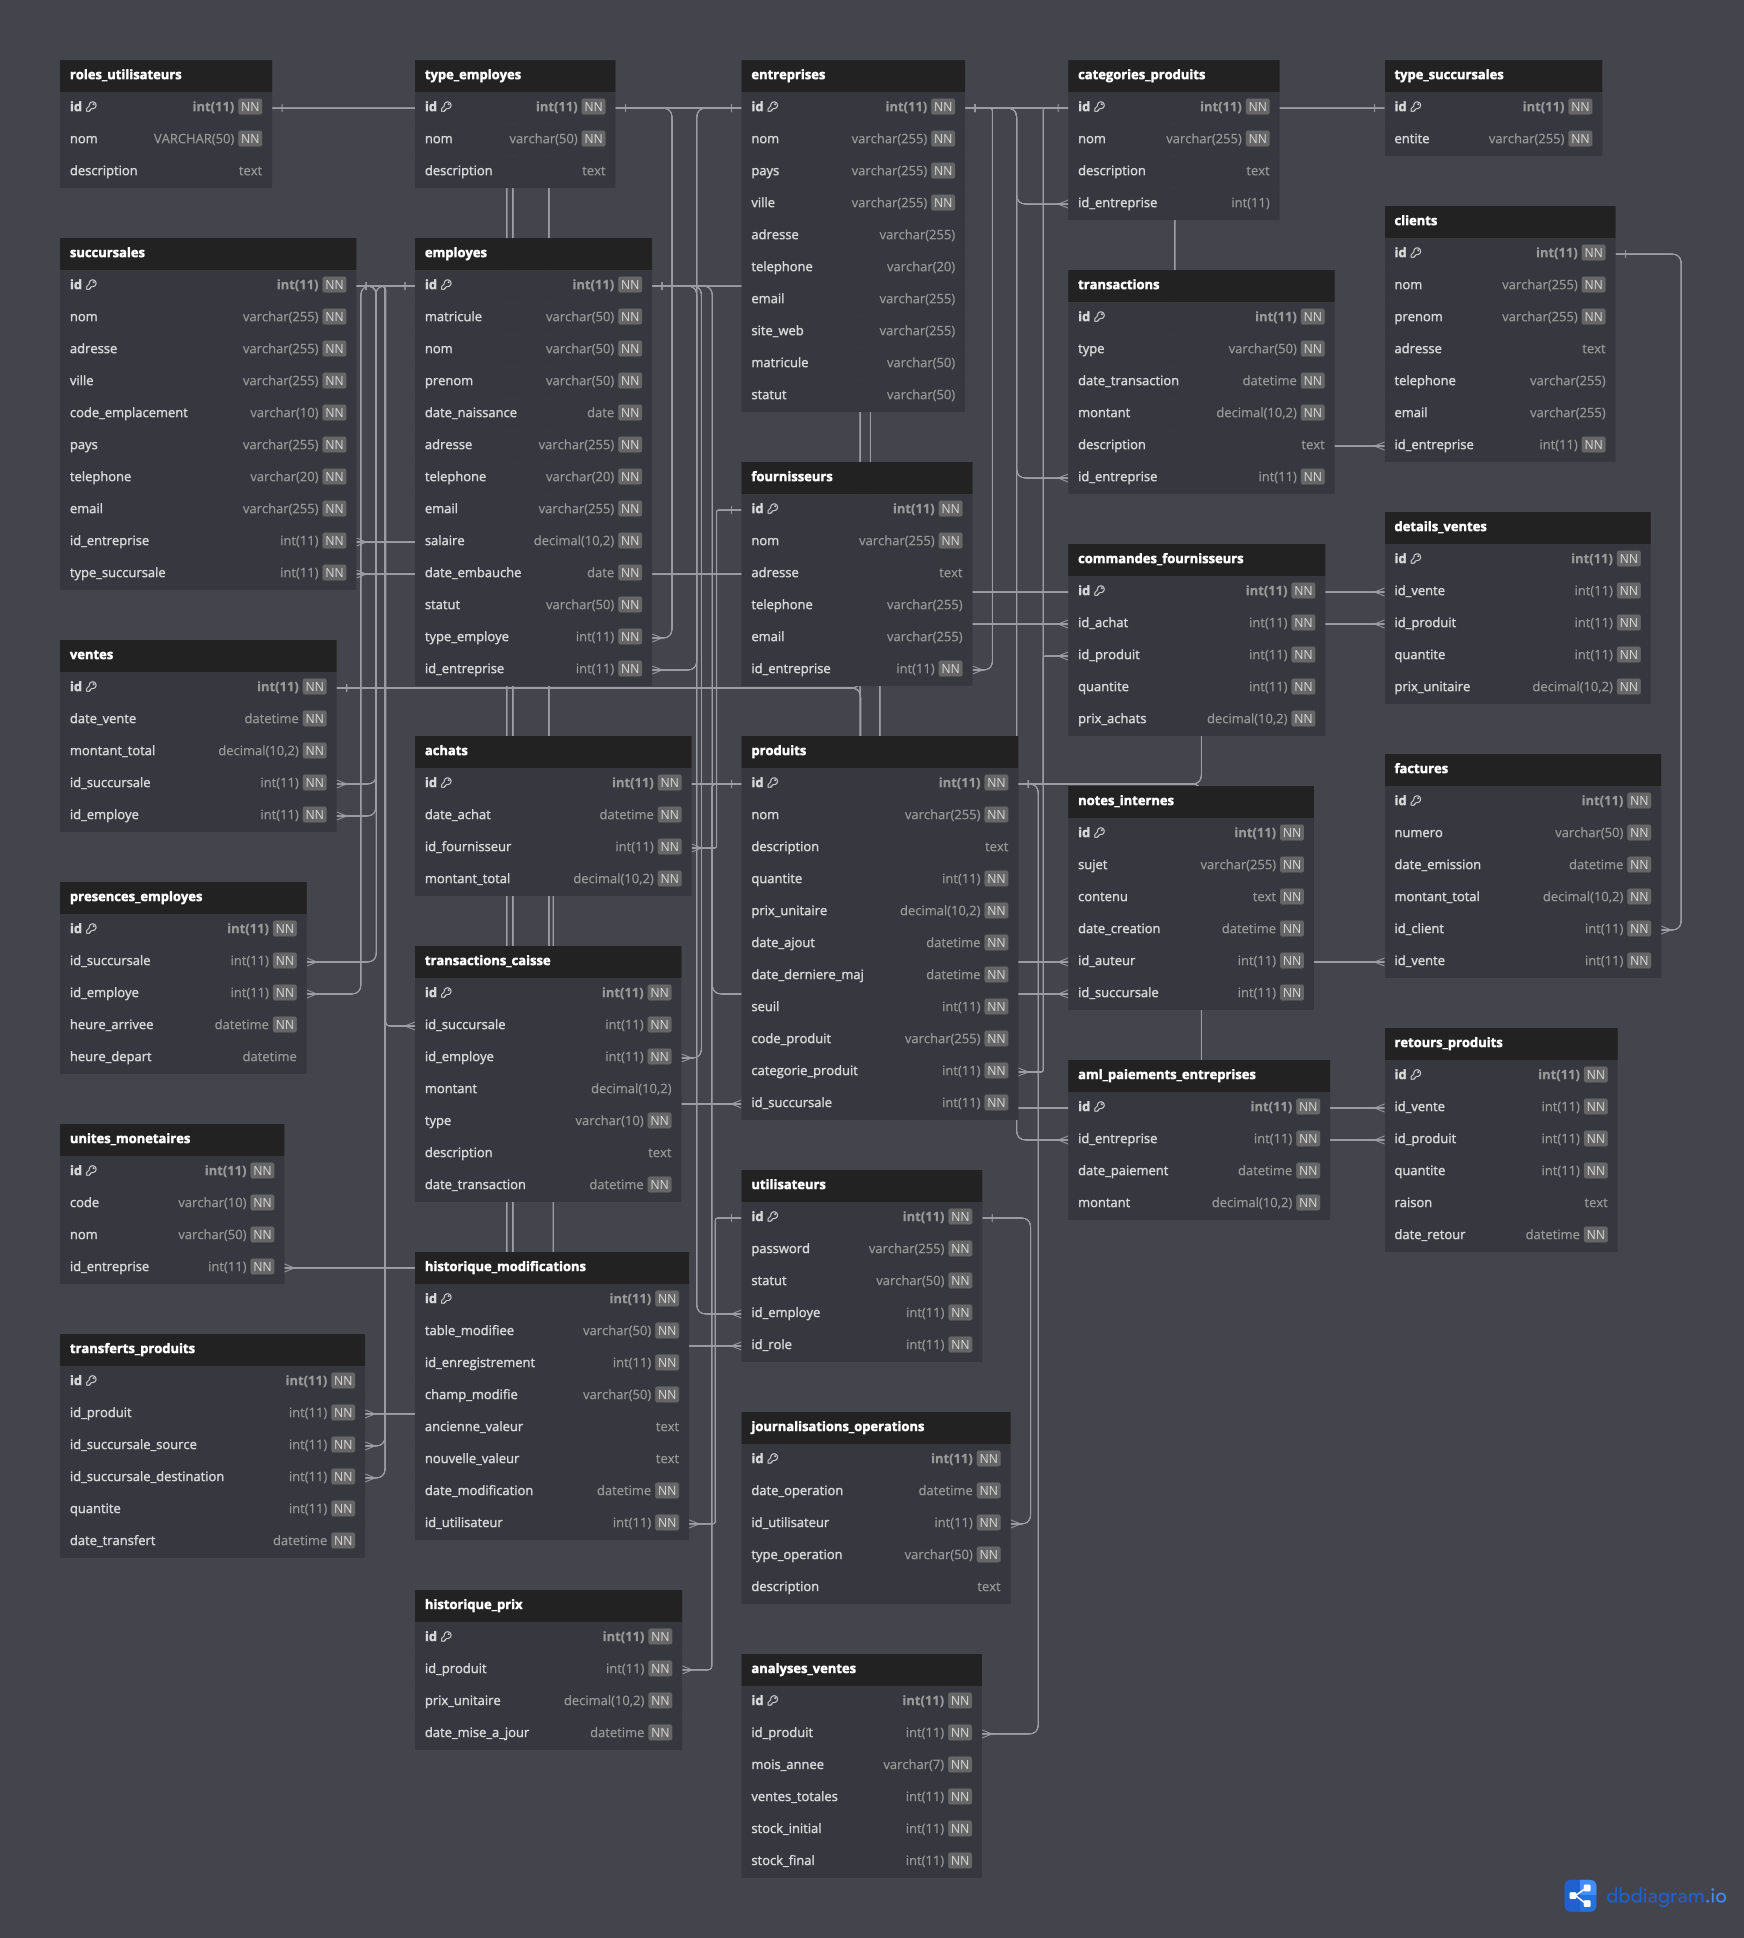 roles_utilisateurs
id int(11) NN
nom VARCHAR(50) NN
description text
type_employes
id int(11) NN
nom varchar(50) NN
description text
entreprises
id int(11) NN
nom varchar(255) NN
pays varchar(255) NN
ville varchar(255) NN
adresse varchar(255)
telephone varchar(20)
email varchar(255)
site_web varchar(255)
matricule varchar(50)
statut varchar(50)
categories_produits
id int(11) NN
nom varchar(255) NN
description text
id_entreprise int(11)
type_succursales
id int(11) NN
entite varchar(255) NN
clients
id int(11) NN
nom varchar(255) NN
prenom varchar(255) NN
adresse text
telephone varchar(255)
email varchar(255)
id_entreprise int(11) NN
succursales
id int(11) NN
nom varchar(255) NN
adresse varchar(255) NN
ville varchar(255) NN
code_emplacement varchar(10) NN
pays varchar(255) NN
telephone varchar(20) NN
email varchar(255) NN
id_entreprise int(11) NN
type_succursale int(11) NN
employes
id int(11) NN
matricule varchar(50) NN
nom varchar(50) NN
prenom varchar(50) NN
date_naissance date NN
adresse varchar(255) NN
telephone varchar(20) NN
email varchar(255) NN
salaire decimal(10,2) NN
date_embauche date NN
statut varchar(50) NN
type_employe int(11) NN
id_entreprise int(11) NN
transactions
id int(11) NN
type varchar(50) NN
date_transaction datetime NN
montant decimal(10,2) NN
description text
id_entreprise int(11) NN
fournisseurs
id int(11) NN
nom varchar(255) NN
adresse text
telephone varchar(255)
email varchar(255)
id_entreprise int(11) NN
commandes_fournisseurs
id int(11) NN
id_achat int(11) NN
id_produit int(11) NN
quantite int(11) NN
prix_achats decimal(10,2) NN
details_ventes
id int(11) NN
id_vente int(11) NN
id_produit int(11) NN
quantite int(11) NN
prix_unitaire decimal(10,2) NN
ventes
id int(11) NN
date_vente datetime NN
montant_total decimal(10,2) NN
id_succursale int(11) NN
id_employe int(11) NN
achats
id int(11) NN
date_achat datetime NN
id_fournisseur int(11) NN
montant_total decimal(10,2) NN
produits
id int(11) NN
nom varchar(255) NN
description text
quantite int(11) NN
prix_unitaire decimal(10,2) NN
date_ajout datetime NN
date_derniere_maj datetime NN
seuil int(11) NN
code_produit varchar(255) NN
categorie_produit int(11) NN
id_succursale int(11) NN
notes_internes
id int(11) NN
sujet varchar(255) NN
contenu text NN
date_creation datetime NN
id_auteur int(11) NN
id_succursale int(11) NN
factures
id int(11) NN
numero varchar(50) NN
date_emission datetime NN
montant_total decimal(10,2) NN
id_client int(11) NN
id_vente int(11) NN
presences_employes
id int(11) NN
id_succursale int(11) NN
id_employe int(11) NN
heure_arrivee datetime NN
heure_depart datetime
transactions_caisse
id int(11) NN
id_succursale int(11) NN
id_employe int(11) NN
montant decimal(10,2)
type varchar(10) NN
description text
date_transaction datetime NN
aml_paiements_entreprises
id int(11) NN
id_entreprise int(11) NN
date_paiement datetime NN
montant decimal(10,2) NN
retours_produits
id int(11) NN
id_vente int(11) NN
id_produit int(11) NN
quantite int(11) NN
raison text
date_retour datetime NN
unites_monetaires
id int(11) NN
code varchar(10) NN
nom varchar(50) NN
id_entreprise int(11) NN
utilisateurs
id int(11) NN
password varchar(255) NN
statut varchar(50) NN
id_employe int(11) NN
id_role int(11) NN
historique_modifications
id int(11) NN
table_modifiee varchar(50) NN
id_enregistrement int(11) NN
champ_modifie varchar(50) NN
ancienne_valeur text
nouvelle_valeur text
date_modification datetime NN
id_utilisateur int(11) NN
transferts_produits
id int(11) NN
id_produit int(11) NN
id_succursale_source int(11) NN
id_succursale_destination int(11) NN
quantite int(11) NN
date_transfert datetime NN
journalisations_operations
id int(11) NN
date_operation datetime NN
id_utilisateur int(11) NN
type_operation varchar(50) NN
description text
historique_prix
id int(11) NN
id_produit int(11) NN
prix_unitaire decimal(10,2) NN
date_mise_a_jour datetime NN
analyses_ventes
id int(11) NN
id_produit int(11) NN
mois_annee varchar(7) NN
ventes_totales int(11) NN
stock_initial int(11) NN
stock_final int(11) NN
dbdiagram.io